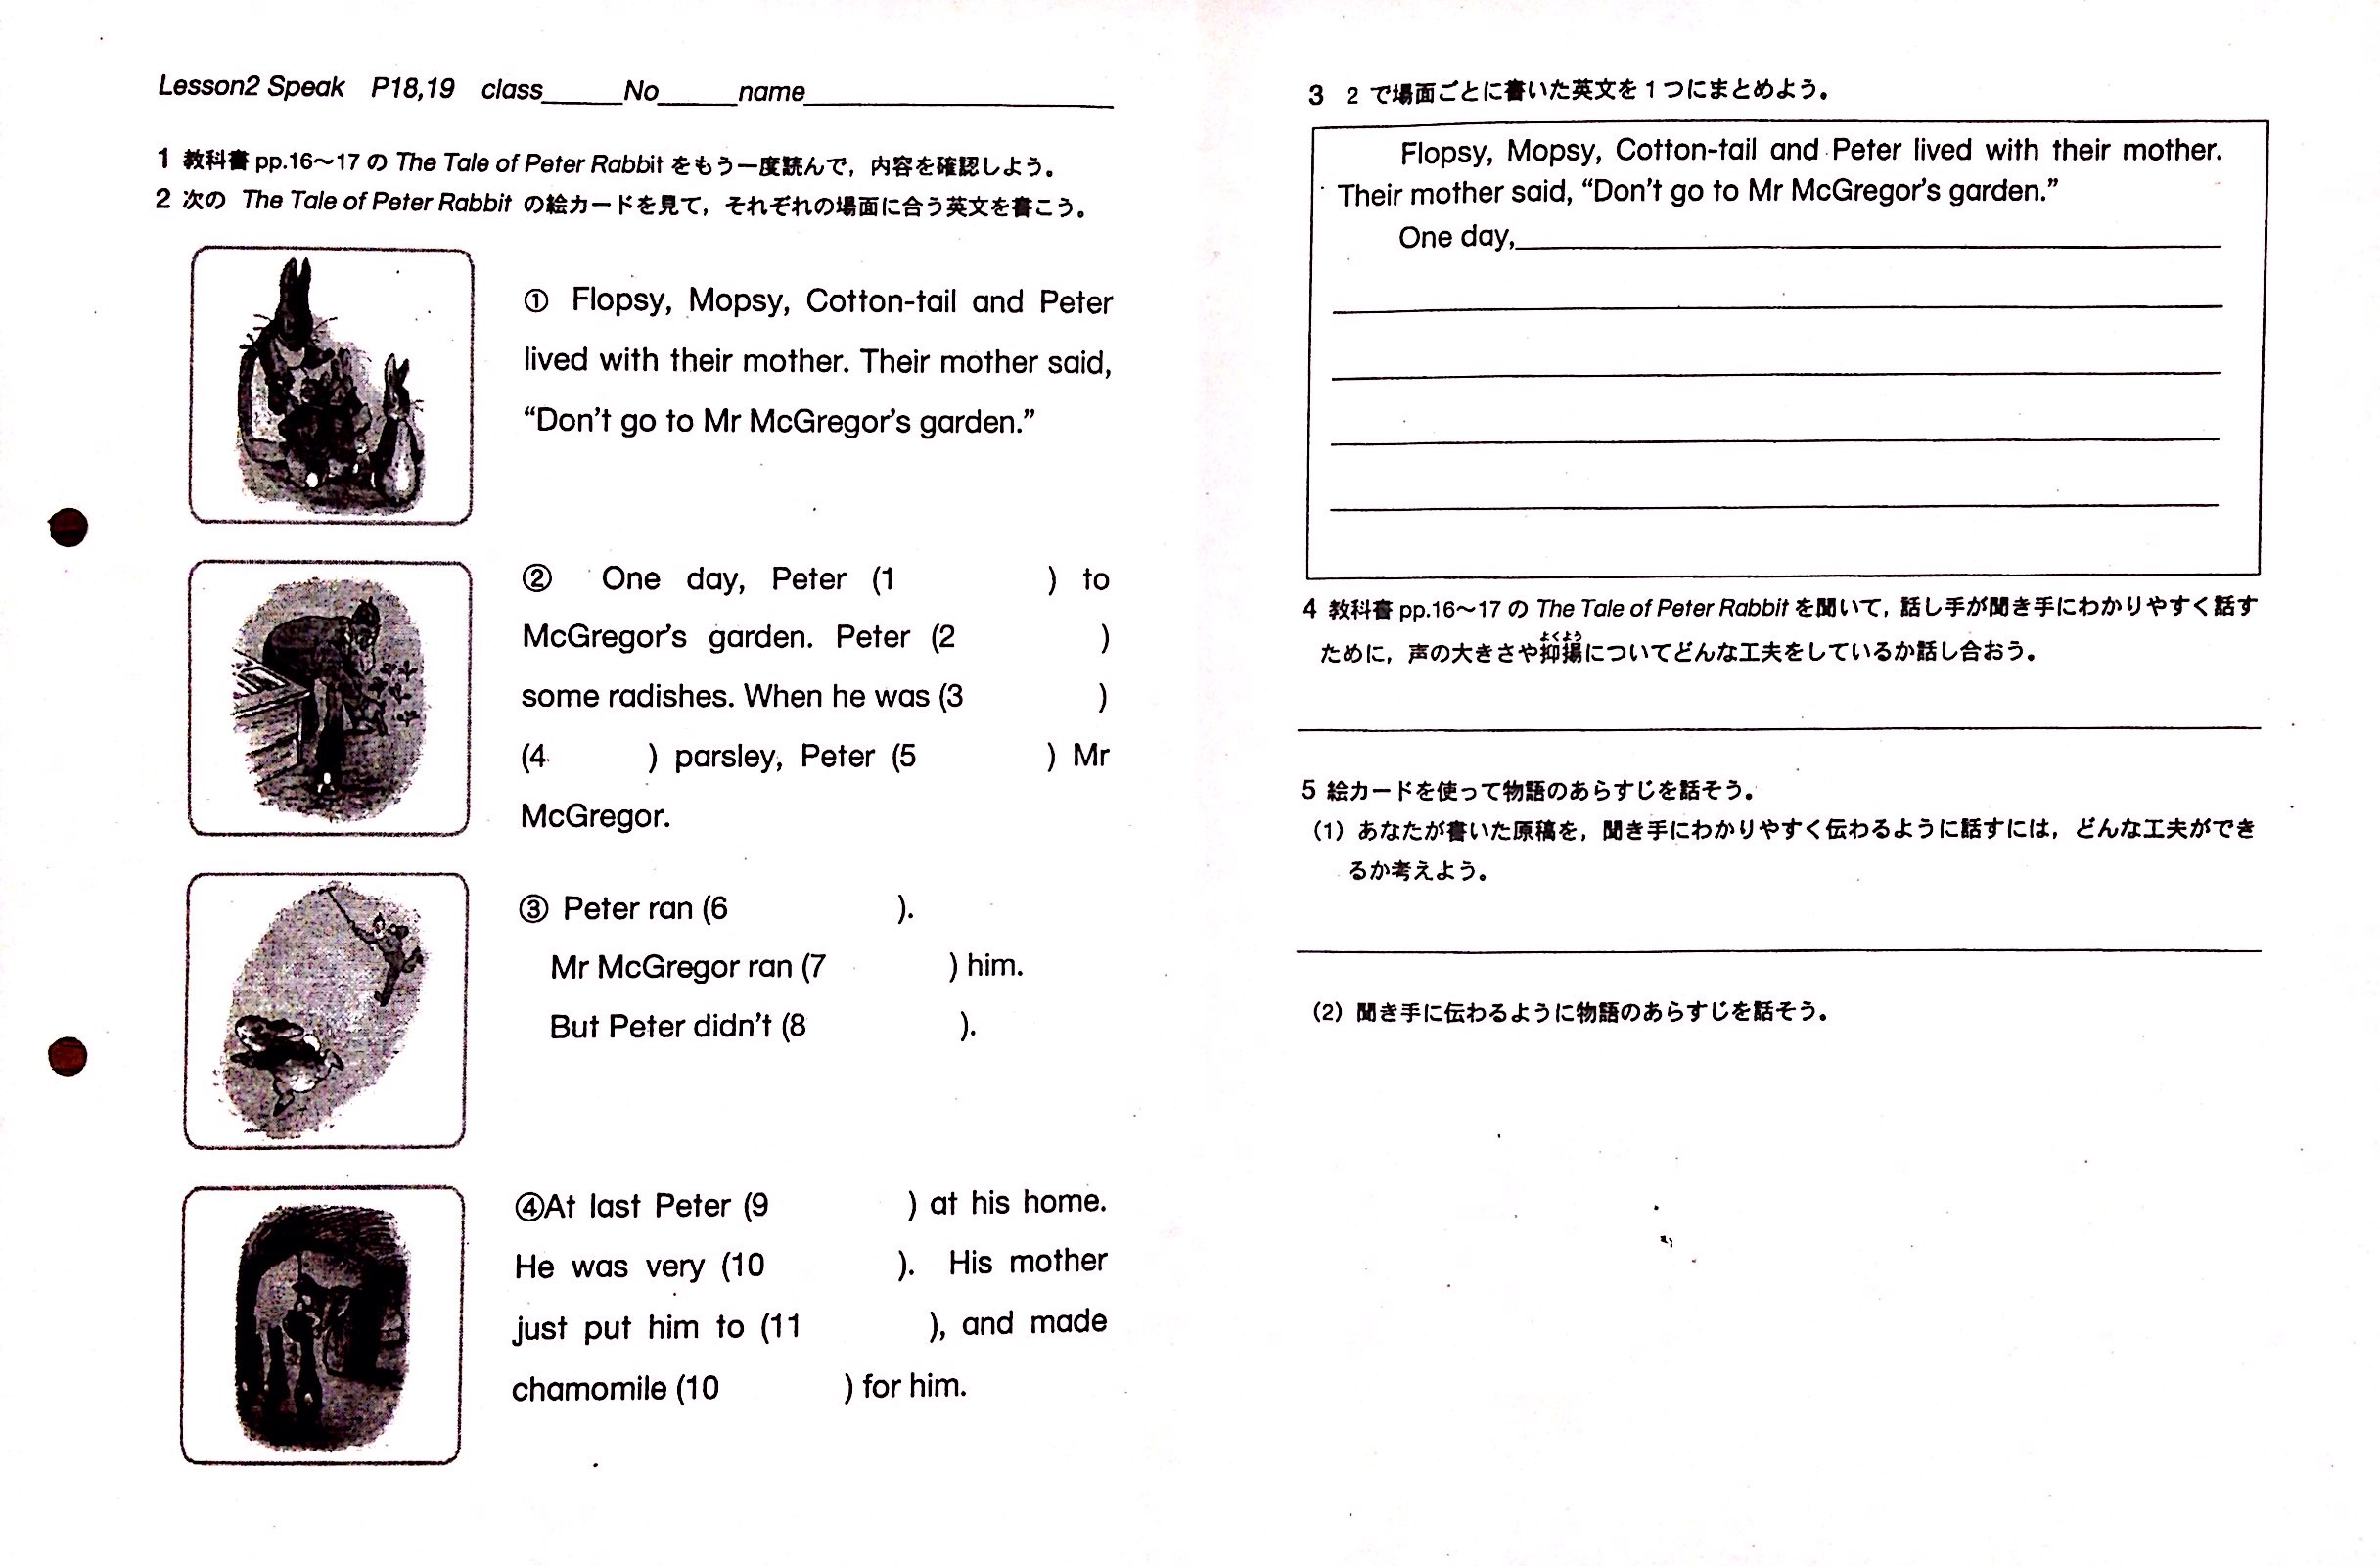 Lesson2 Speak P18,19 class_____No_____name____________________
1 教科書 pp.16～17 の The Tale of Peter Rabbit をもう一度読んで，内容を確認しよう。
2 次の The Tale of Peter Rabbit の絵カードを見て，それぞれの場面に合う英文を書こう。
① Flopsy, Mopsy, Cotton-tail and Peter
lived with their mother. Their mother said,
“Don’t go to Mr McGregor’s garden.”
② One day, Peter (1 ) to
McGregor’s garden. Peter (2 )
some radishes. When he was (3 )
(4 ) parsley, Peter (5 ) Mr
McGregor.
③ Peter ran (6 ).
Mr McGregor ran (7 ) him.
But Peter didn’t (8 ).
④At last Peter (9 ) at his home.
He was very (10 ). His mother
just put him to (11 ), and made
chamomile (10 ) for him.
3 2 で場面ごとに書いた英文を 1 つにまとめよう。
Flopsy, Mopsy, Cotton-tail and Peter lived with their mother.
Their mother said, “Don’t go to Mr McGregor’s garden.”
One day,
4 教科書 pp.16～17 の The Tale of Peter Rabbit を聞いて，話し手が聞き手にわかりやすく話す
ために，声の大きさや抑揚についてどんな工夫をしているか話し合おう。
よくよう
5 絵カードを使って物語のあらすじを話そう。
（1）あなたが書いた原稿を，聞き手にわかりやすく伝わるように話すには，どんな工夫ができ
るか考えよう。
（2）聞き手に伝わるように物語のあらすじを話そう。